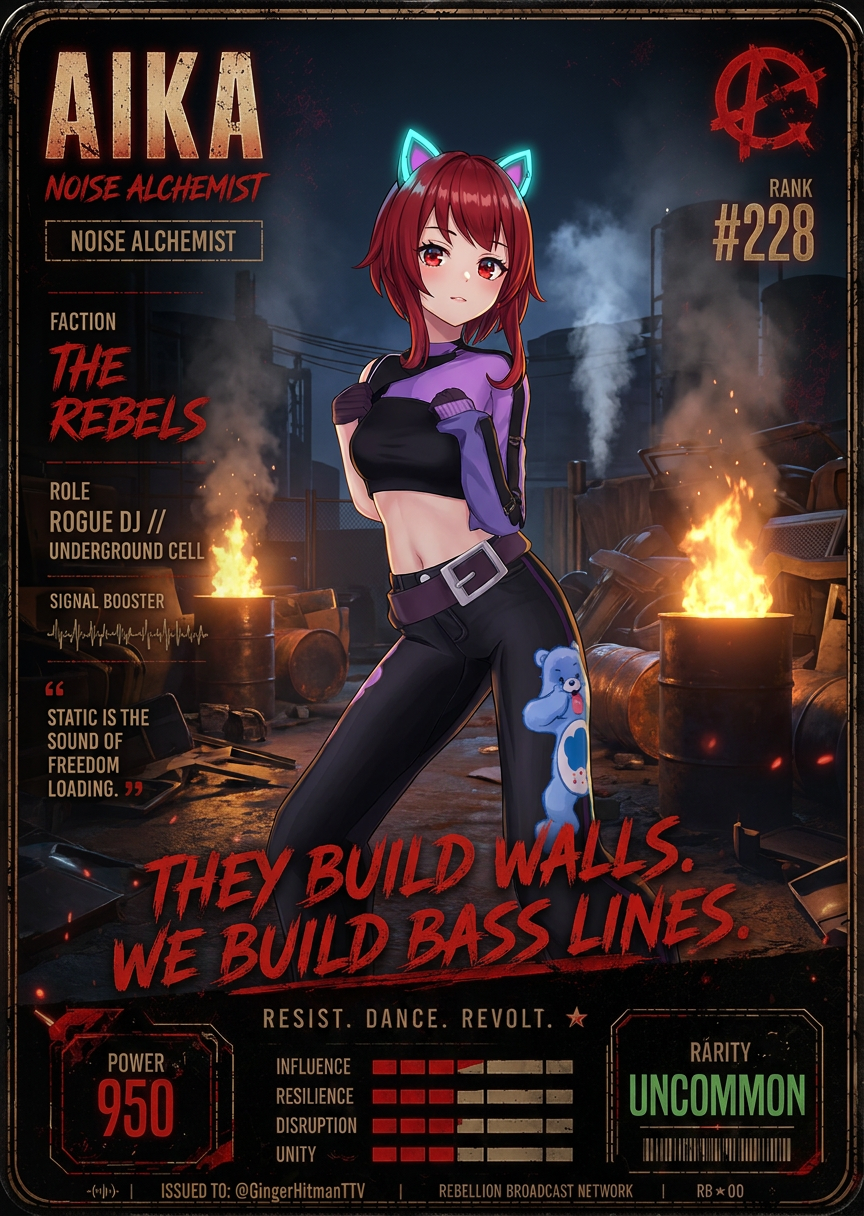 AIKA
NOISE ALCHEMIST
NOISE ALCHEMIST
RANK
#228
FACTION
THE
REBELS
ROLE
ROGUE DJ //
UNDERGROUND CELL
SIGNAL BOOSTER
“
STATIC IS THE
SOUND OF
FREEDOM
LOADING. ”
THEY BUILD WALLS.
WE BUILD BASS LINES.
RESIST. DANCE. REVOLT. ★
POWER
950
INFLUENCE
RESILIENCE
DISRUPTION
UNITY
RARITY
UNCOMMON
ISSUED TO: @GingerHitmanTTV | REBELLION BROADCAST NETWORK | RB★00